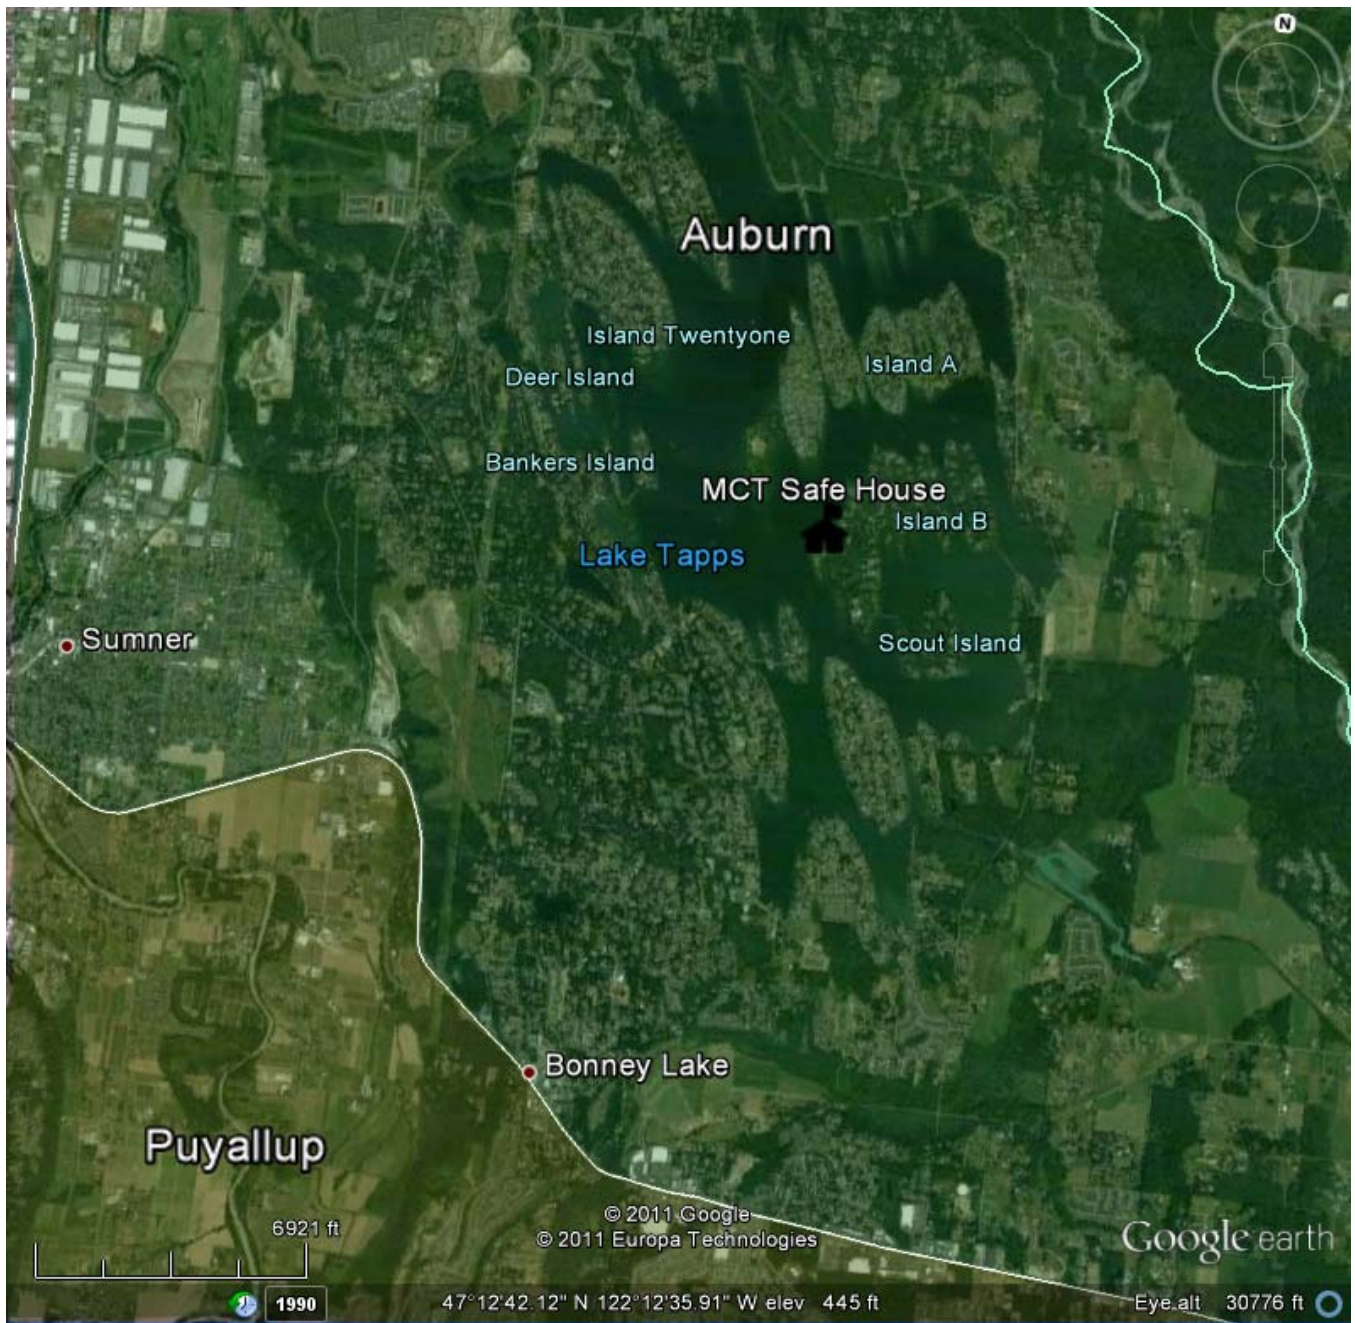 N
Auburn
Island Twentyone
Island A
Deer Island
Bankers Island
MCT Safe House
Island B
Lake Tapps
Sumner
Scout Island
Bonney Lake
Puyallup
6921 ft
© 2011 Google
© 2011 Europa Technologies
Google earth
1990
47°12'42.12" N 122°12'35.91" W elev 445 ft
Eye alt 30776 ft